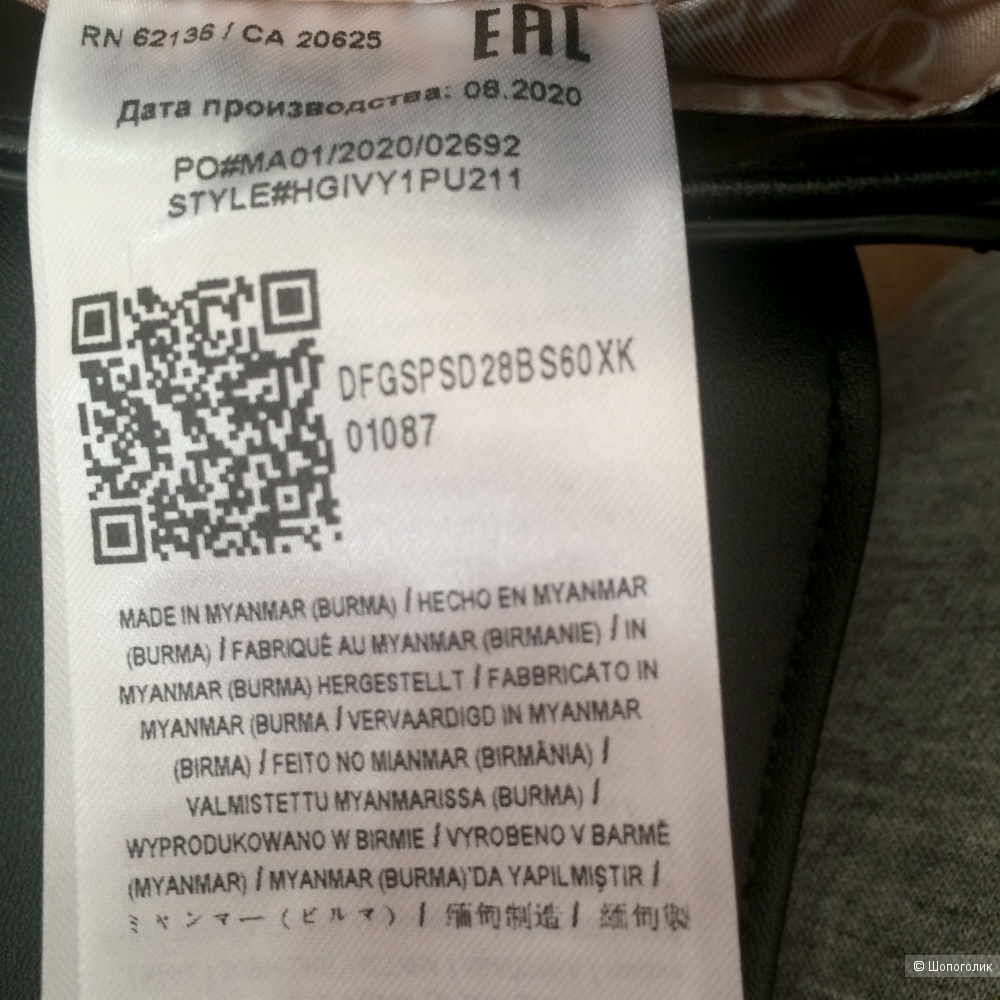 RN 62136 / CA 20625
EAC
Дата производства: 08.2020
PO#MA01/2020/02692
STYLE#HGIVY1PU211
DFGSPSD28BS60XK
01087
MADE IN MYANMAR (BURMA) / HECHO EN MYANMAR
(BURMA) / FABRIQUÉ AU MYANMAR (BIRMANIE) / IN
MYANMAR (BURMA) HERGESTELLT / FABBRICATO IN
MYANMAR (BURMA / VERVAARDIGD IN MYANMAR
(BIRMA) / FEITO NO MIANMAR (BIRMÂNIA) /
VALMISTETTU MYANMARISSA (BURMA) /
WYPRODUKOWANO W BIRMIE / VYROBENO V BARMĚ
(MYANMAR) / MYANMAR (BURMA)'DA YAPILMIŞTIR /
ミャンマー (ビルマ) / 缅甸制造 / 緬甸製
© Шопоголик